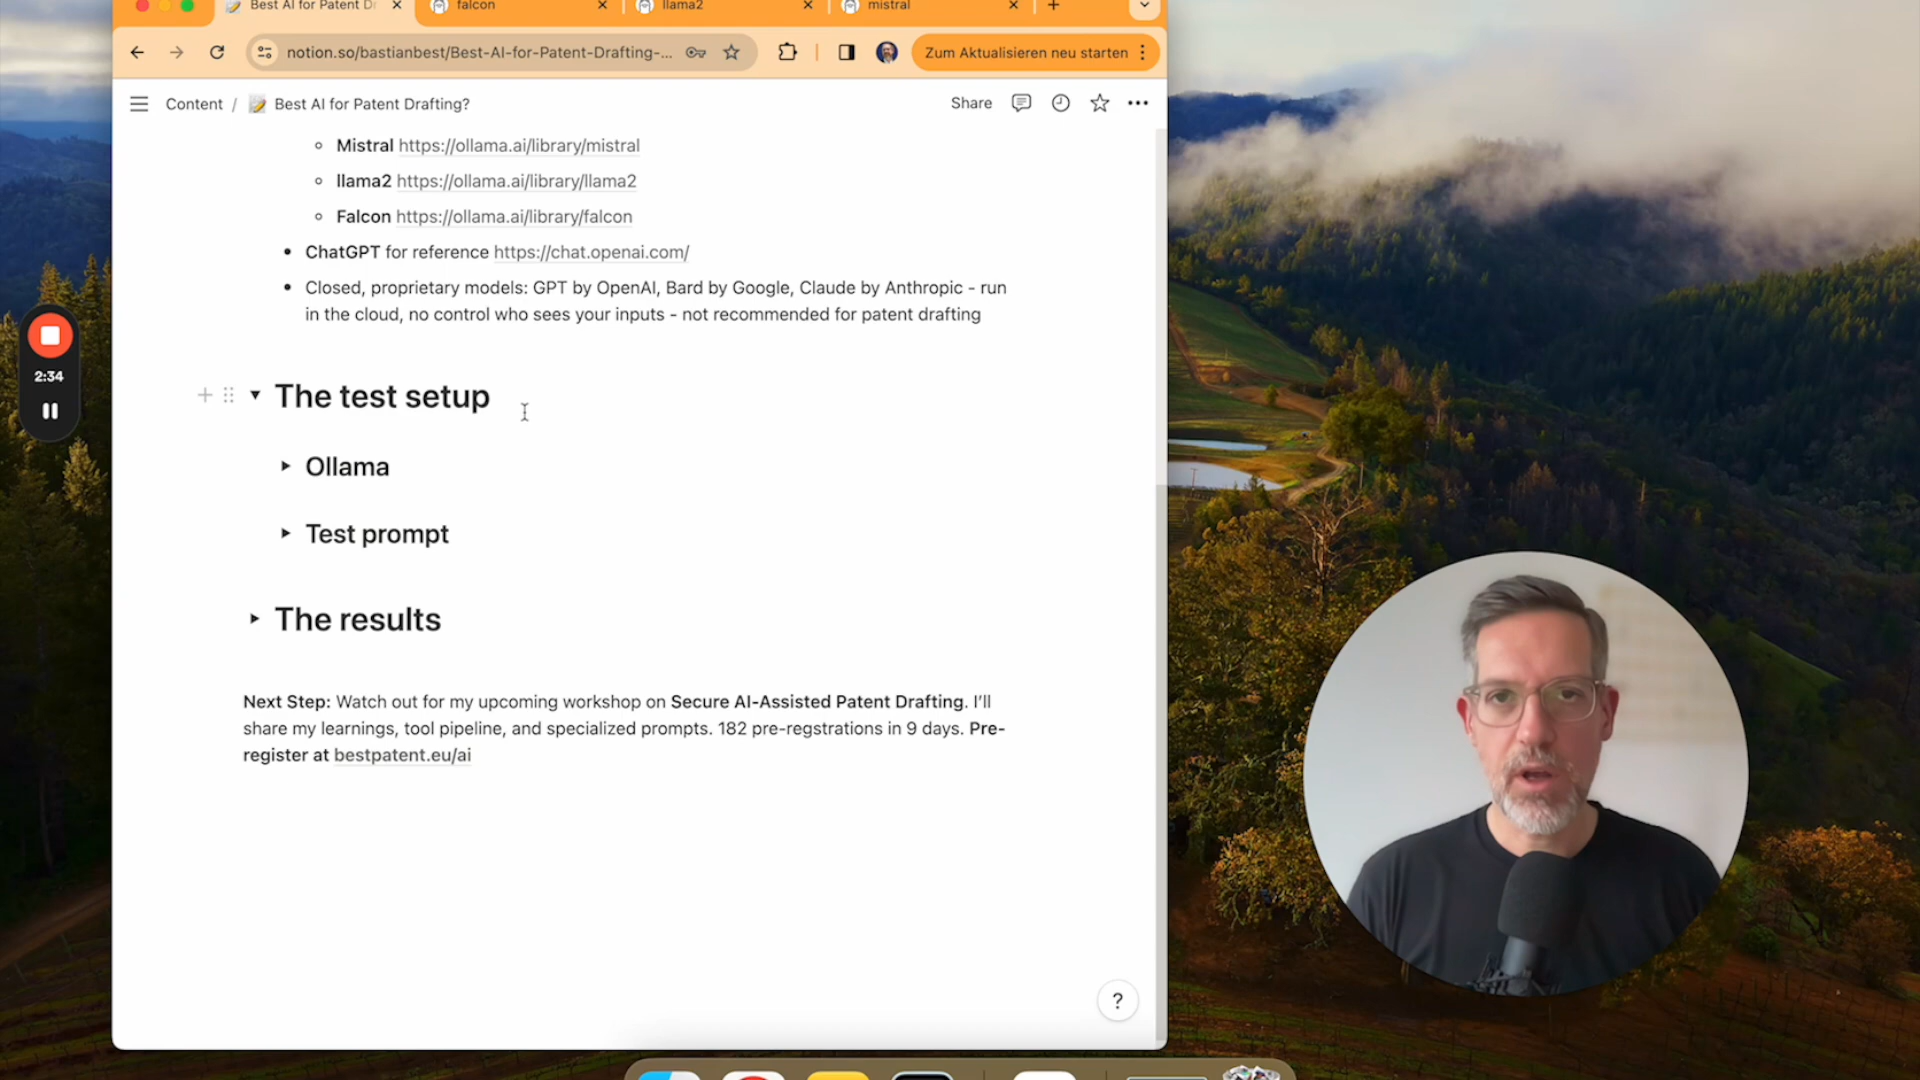 Best AI for Patent D
falcon
llama2
mistral
notion.so/bastianbest/Best-AI-for-Patent-Drafting-...
Zum Aktualisieren neu starten
Content / Best AI for Patent Drafting?
Share
Mistral https://ollama.ai/library/mistral
llama2 https://ollama.ai/library/llama2
Falcon https://ollama.ai/library/falcon
ChatGPT for reference https://chat.openai.com/
Closed, proprietary models: GPT by OpenAI, Bard by Google, Claude by Anthropic - run
in the cloud, no control who sees your inputs - not recommended for patent drafting
2:34
The test setup
Ollama
Test prompt
The results
Next Step: Watch out for my upcoming workshop on Secure AI-Assisted Patent Drafting. I'll
share my learnings, tool pipeline, and specialized prompts. 182 pre-regstrations in 9 days. Pre-
register at bestpatent.eu/ai
?